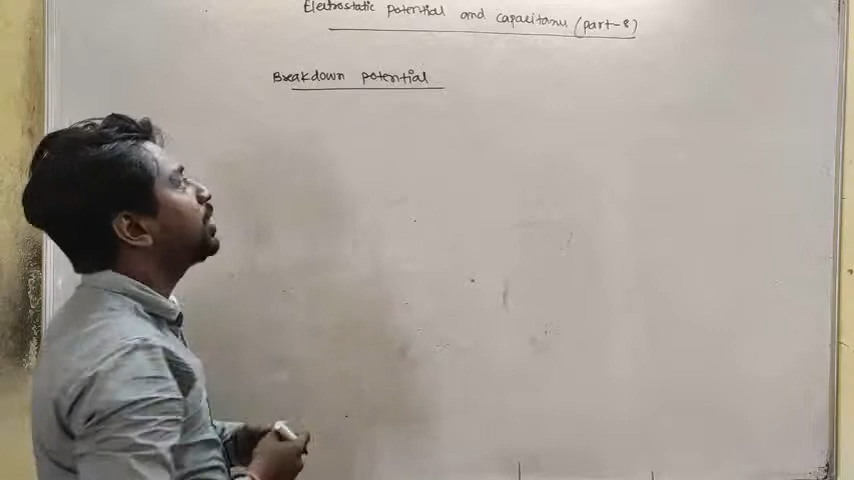 Electrostatic potential and capacitance (part-8)
Breakdown potential